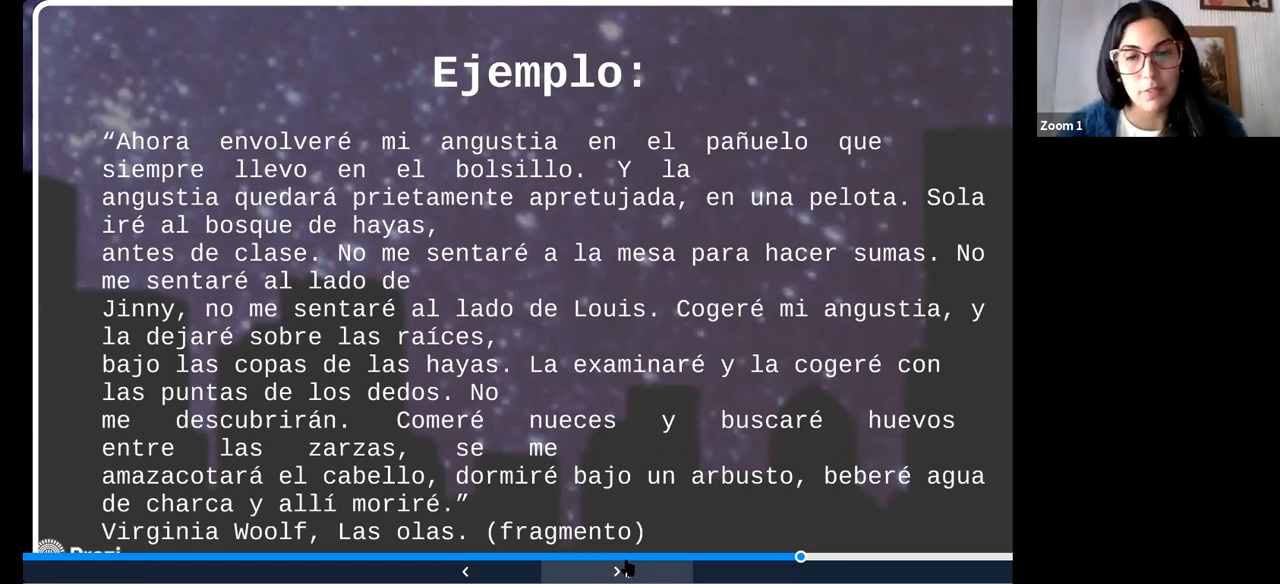 Ejemplo:
“Ahora envolveré mi angustia en el pañuelo que
siempre llevo en el bolsillo. Y la
angustia quedará prietamente apretujada, en una pelota. Sola
iré al bosque de hayas,
antes de clase. No me sentaré a la mesa para hacer sumas. No
me sentaré al lado de
Jinny, no me sentaré al lado de Louis. Cogeré mi angustia, y
la dejaré sobre las raíces,
bajo las copas de las hayas. La examinaré y la cogeré con
las puntas de los dedos. No
me descubrirán. Comeré nueces y buscaré huevos
entre las zarzas, se me
amazacotará el cabello, dormiré bajo un arbusto, beberé agua
de charca y allí moriré.”
Virginia Woolf, Las olas. (fragmento)
Prezi
Zoom 1